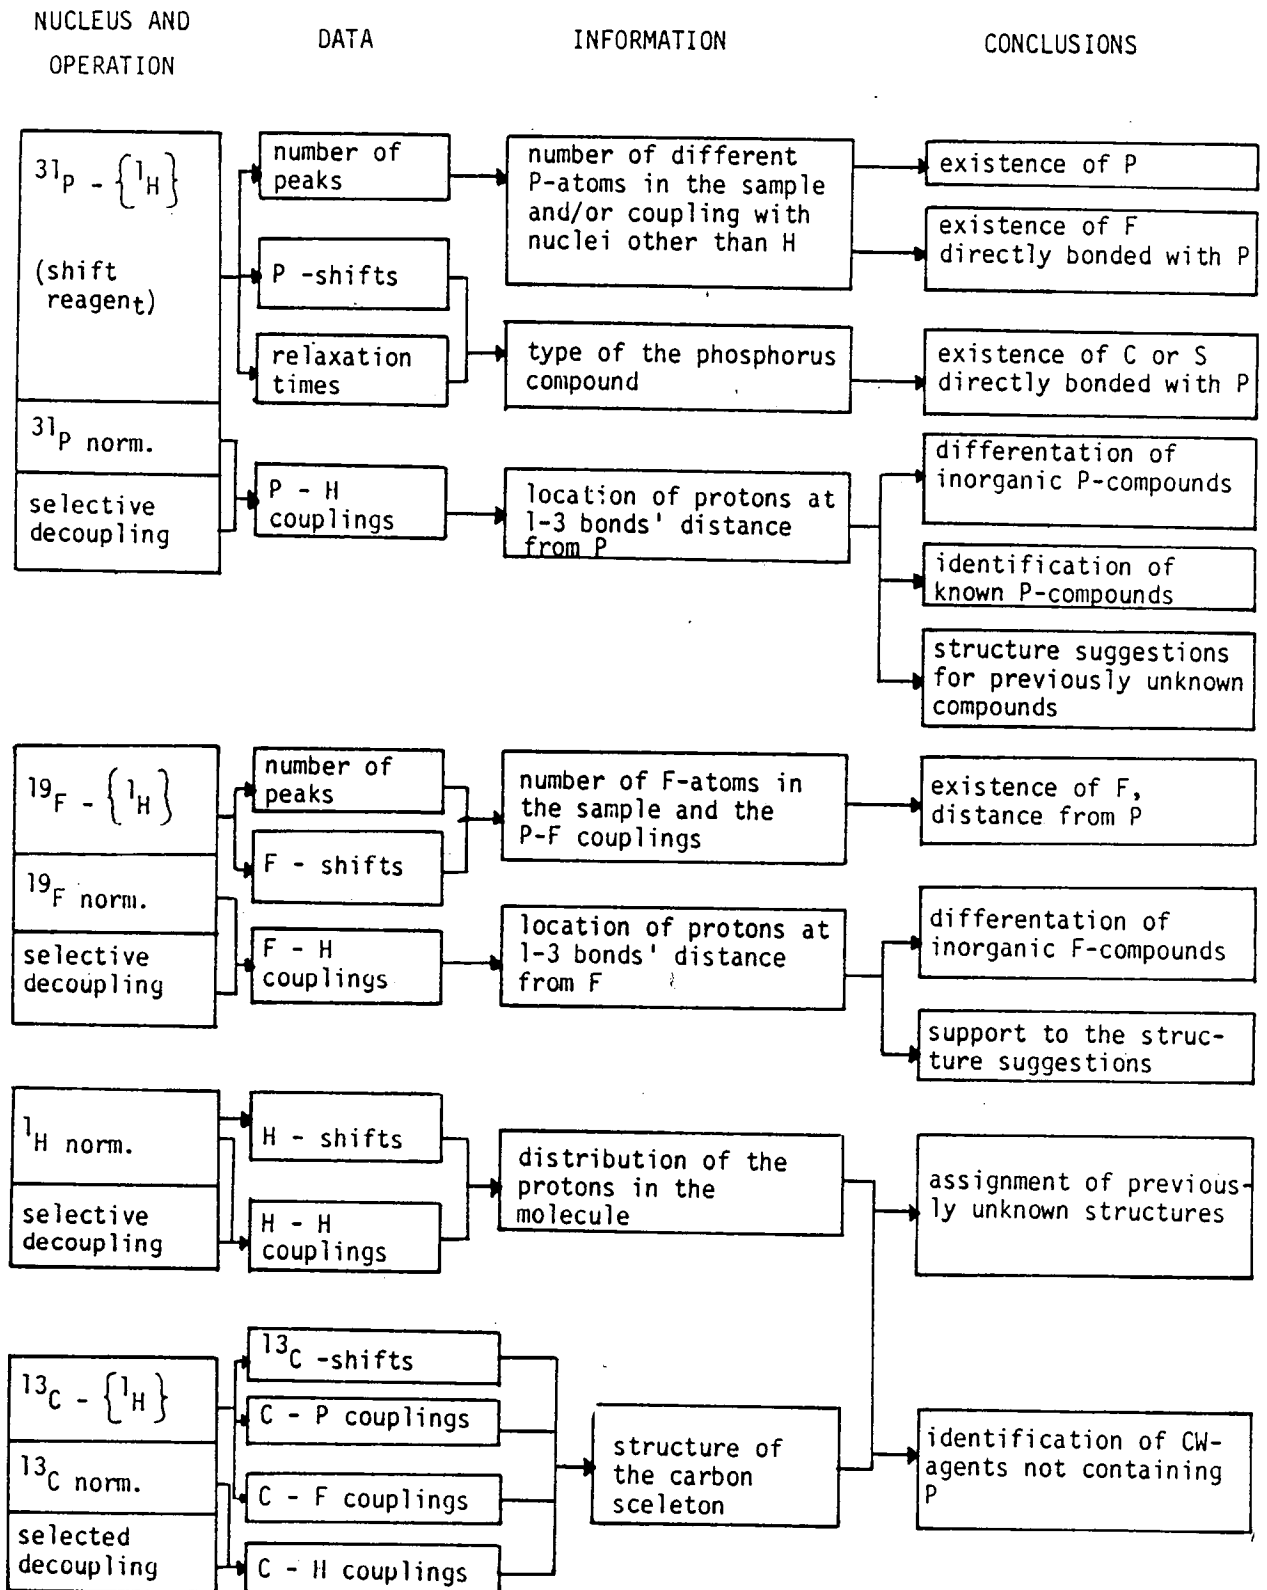 NUCLEUS AND
OPERATION
DATA
INFORMATION
CONCLUSIONS
31P - {1H}
(shift
reagent)
31P norm.
selective
decoupling
number of
peaks
P -shifts
relaxation
times
P - H
couplings
number of different
P-atoms in the sample
and/or coupling with
nuclei other than H
type of the phosphorus
compound
location of protons at
1-3 bonds' distance
from P
existence of P
existence of F
directly bonded with P
existence of C or S
directly bonded with P
differentation of
inorganic P-compounds
identification of
known P-compounds
structure suggestions
for previously unknown
compounds
19F - {1H}
19F norm.
selective
decoupling
number of
peaks
F - shifts
F - H
couplings
number of F-atoms in
the sample and the
P-F couplings
location of protons at
1-3 bonds' distance
from F
existence of F,
distance from P
differentation of
inorganic F-compounds
support to the struc-
ture suggestions
1H norm.
selective
decoupling
H - shifts
H - H
couplings
distribution of the
protons in the
molecule
assignment of previous-
ly unknown structures
13C - {1H}
13C norm.
selected
decoupling
13C -shifts
C - P couplings
C - F couplings
C - H couplings
structure of
the carbon
sceleton
identification of CW-
agents not containing
P